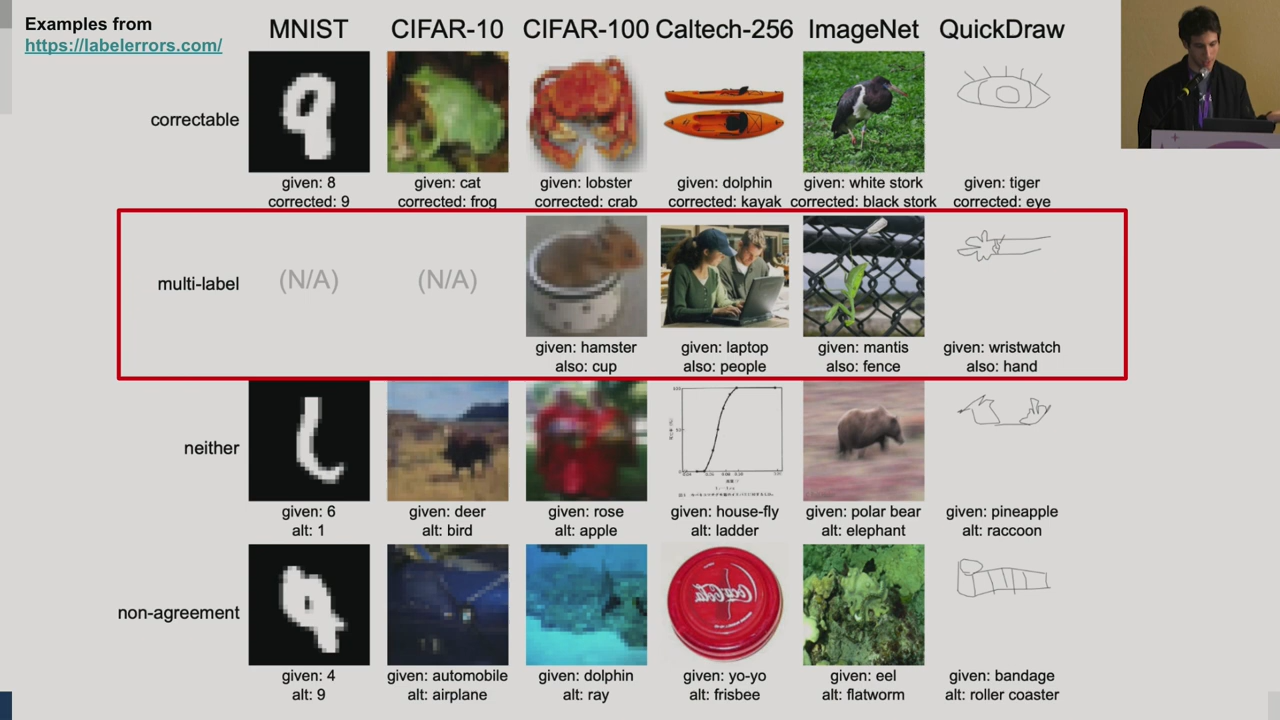 Examples from
https://labelerrors.com/
MNIST CIFAR-10 CIFAR-100 Caltech-256 ImageNet QuickDraw
correctable
given: 8 given: cat given: lobster given: dolphin given: white stork given: tiger
corrected: 9 corrected: frog corrected: crab corrected: kayak corrected: black stork corrected: eye
multi-label (N/A) (N/A)
given: hamster given: laptop given: mantis given: wristwatch
also: cup also: people also: fence also: hand
neither
given: 6 given: deer given: rose given: house-fly given: polar bear given: pineapple
alt: 1 alt: bird alt: apple alt: ladder alt: elephant alt: raccoon
non-agreement
Coca-Cola
given: 4 given: automobile given: dolphin given: yo-yo given: eel given: bandage
alt: 9 alt: airplane alt: ray alt: frisbee alt: flatworm alt: roller coaster